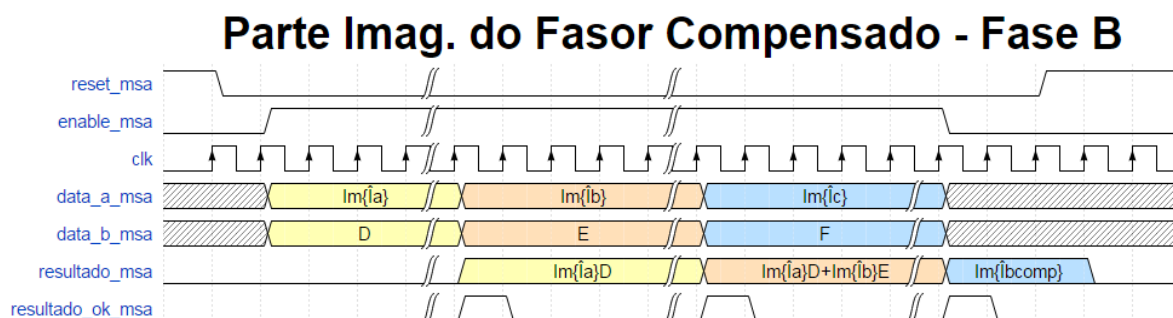 Parte Imag. do Fasor Compensado - Fase B
reset_msa
enable_msa
clk
data_a_msa Im{Îa} Im{Îb} Im{Îc}
data_b_msa D E F
resultado_msa Im{Îa}D Im{Îa}D+Im{Îb}E Im{Îbcomp}
resultado_ok_msa